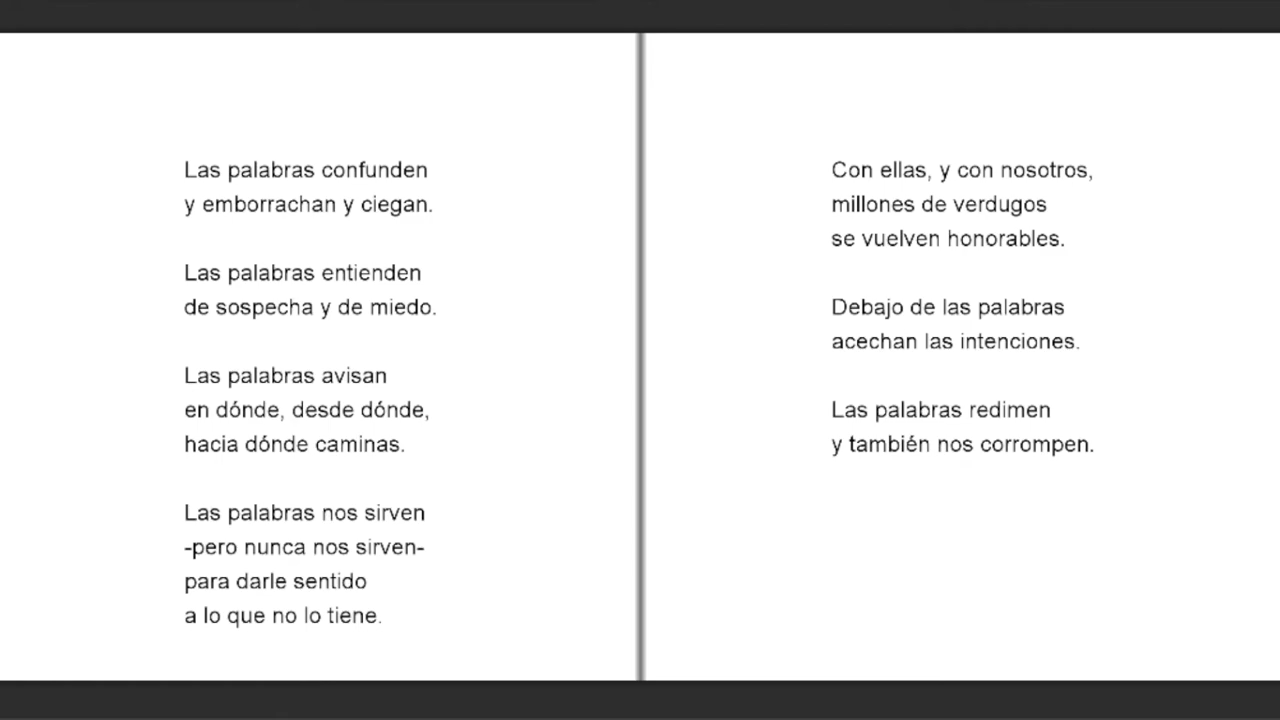 Las palabras confunden
y emborrachan y ciegan.
Las palabras entienden
de sospecha y de miedo.
Las palabras avisan
en dónde, desde dónde,
hacia dónde caminas.
Las palabras nos sirven
-pero nunca nos sirven-
para darle sentido
a lo que no lo tiene.
Con ellas, y con nosotros,
millones de verdugos
se vuelven honorables.
Debajo de las palabras
acechan las intenciones.
Las palabras redimen
y también nos corrompen.